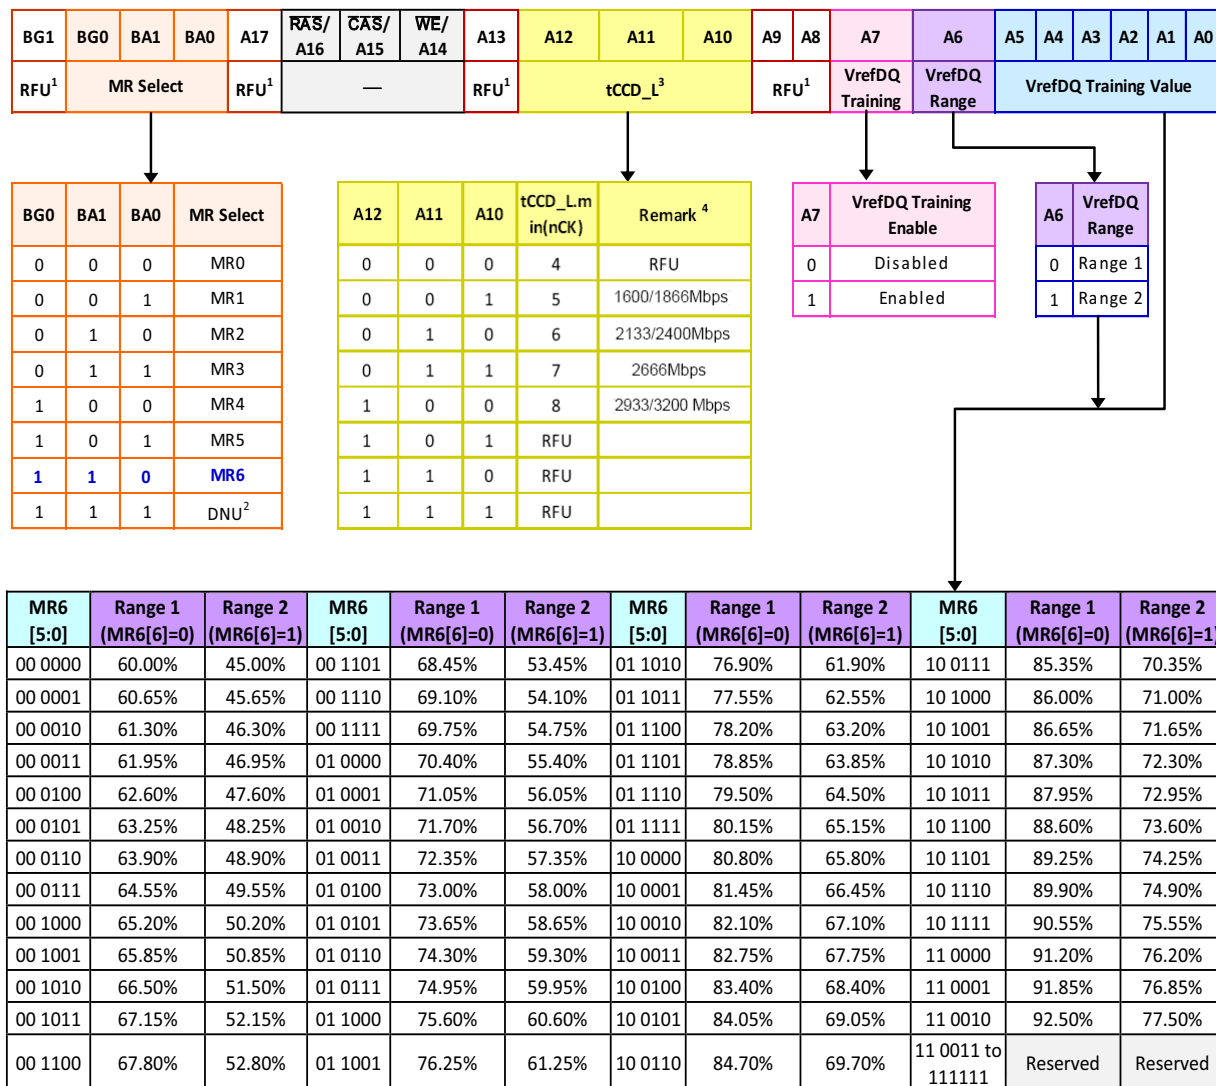 BG1 BG0 BA1 BA0 A17 RAS/ A16 CAS/ A15 WE/ A14 A13 A12 A11 A10 A9 A8 A7 A6 A5 A4 A3 A2 A1 A0
RFU1 MR Select RFU1 — RFU1 tCCD_L3 RFU1 VrefDQ Training VrefDQ Range VrefDQ Training Value
BG0 BA1 BA0 MR Select
0 0 0 MR0
0 0 1 MR1
0 1 0 MR2
0 1 1 MR3
1 0 0 MR4
1 0 1 MR5
1 1 0 MR6
1 1 1 DNU2
A12 A11 A10 tCCD_L.m in(nCK) Remark 4
0 0 0 4 RFU
0 0 1 5 1600/1866Mbps
0 1 0 6 2133/2400Mbps
0 1 1 7 2666Mbps
1 0 0 8 2933/3200 Mbps
1 0 1 RFU
1 1 0 RFU
1 1 1 RFU
A7 VrefDQ Training Enable
0 Disabled
1 Enabled
A6 VrefDQ Range
0 Range 1
1 Range 2
MR6 [5:0] Range 1 (MR6[6]=0) Range 2 (MR6[6]=1) MR6 [5:0] Range 1 (MR6[6]=0) Range 2 (MR6[6]=1) MR6 [5:0] Range 1 (MR6[6]=0) Range 2 (MR6[6]=1) MR6 [5:0] Range 1 (MR6[6]=0) Range 2 (MR6[6]=1
00 0000 60.00% 45.00% 00 1101 68.45% 53.45% 01 1010 76.90% 61.90% 10 0111 85.35% 70.35%
00 0001 60.65% 45.65% 00 1110 69.10% 54.10% 01 1011 77.55% 62.55% 10 1000 86.00% 71.00%
00 0010 61.30% 46.30% 00 1111 69.75% 54.75% 01 1100 78.20% 63.20% 10 1001 86.65% 71.65%
00 0011 61.95% 46.95% 01 0000 70.40% 55.40% 01 1101 78.85% 63.85% 10 1010 87.30% 72.30%
00 0100 62.60% 47.60% 01 0001 71.05% 56.05% 01 1110 79.50% 64.50% 10 1011 87.95% 72.95%
00 0101 63.25% 48.25% 01 0010 71.70% 56.70% 01 1111 80.15% 65.15% 10 1100 88.60% 73.60%
00 0110 63.90% 48.90% 01 0011 72.35% 57.35% 10 0000 80.80% 65.80% 10 1101 89.25% 74.25%
00 0111 64.55% 49.55% 01 0100 73.00% 58.00% 10 0001 81.45% 66.45% 10 1110 89.90% 74.90%
00 1000 65.20% 50.20% 01 0101 73.65% 58.65% 10 0010 82.10% 67.10% 10 1111 90.55% 75.55%
00 1001 65.85% 50.85% 01 0110 74.30% 59.30% 10 0011 82.75% 67.75% 11 0000 91.20% 76.20%
00 1010 66.50% 51.50% 01 0111 74.95% 59.95% 10 0100 83.40% 68.40% 11 0001 91.85% 76.85%
00 1011 67.15% 52.15% 01 1000 75.60% 60.60% 10 0101 84.05% 69.05% 11 0010 92.50% 77.50%
00 1100 67.80% 52.80% 01 1001 76.25% 61.25% 10 0110 84.70% 69.70% 11 0011 to 111111 Reserved Reserved